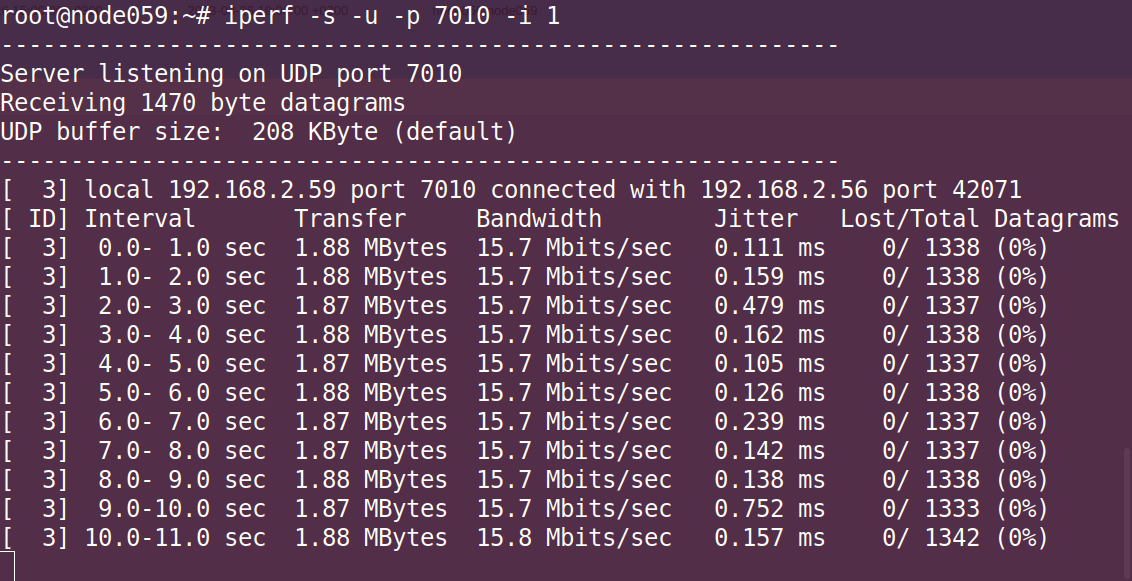 root@node059:~# iperf -s -u -p 7010 -i 1
------------------------------------------------------------
Server listening on UDP port 7010
Receiving 1470 byte datagrams
UDP buffer size:  208 KByte (default)
------------------------------------------------------------
[  3] local 192.168.2.59 port 7010 connected with 192.168.2.56 port 42071
[ ID] Interval       Transfer     Bandwidth        Jitter   Lost/Total Datagrams
[  3]  0.0- 1.0 sec  1.88 MBytes  15.7 Mbits/sec   0.111 ms    0/ 1338 (0%)
[  3]  1.0- 2.0 sec  1.88 MBytes  15.7 Mbits/sec   0.159 ms    0/ 1338 (0%)
[  3]  2.0- 3.0 sec  1.87 MBytes  15.7 Mbits/sec   0.479 ms    0/ 1337 (0%)
[  3]  3.0- 4.0 sec  1.88 MBytes  15.7 Mbits/sec   0.162 ms    0/ 1338 (0%)
[  3]  4.0- 5.0 sec  1.87 MBytes  15.7 Mbits/sec   0.105 ms    0/ 1337 (0%)
[  3]  5.0- 6.0 sec  1.88 MBytes  15.7 Mbits/sec   0.126 ms    0/ 1338 (0%)
[  3]  6.0- 7.0 sec  1.87 MBytes  15.7 Mbits/sec   0.239 ms    0/ 1337 (0%)
[  3]  7.0- 8.0 sec  1.87 MBytes  15.7 Mbits/sec   0.142 ms    0/ 1337 (0%)
[  3]  8.0- 9.0 sec  1.88 MBytes  15.7 Mbits/sec   0.138 ms    0/ 1338 (0%)
[  3]  9.0-10.0 sec  1.87 MBytes  15.7 Mbits/sec   0.752 ms    0/ 1333 (0%)
[  3] 10.0-11.0 sec  1.88 MBytes  15.8 Mbits/sec   0.157 ms    0/ 1342 (0%)